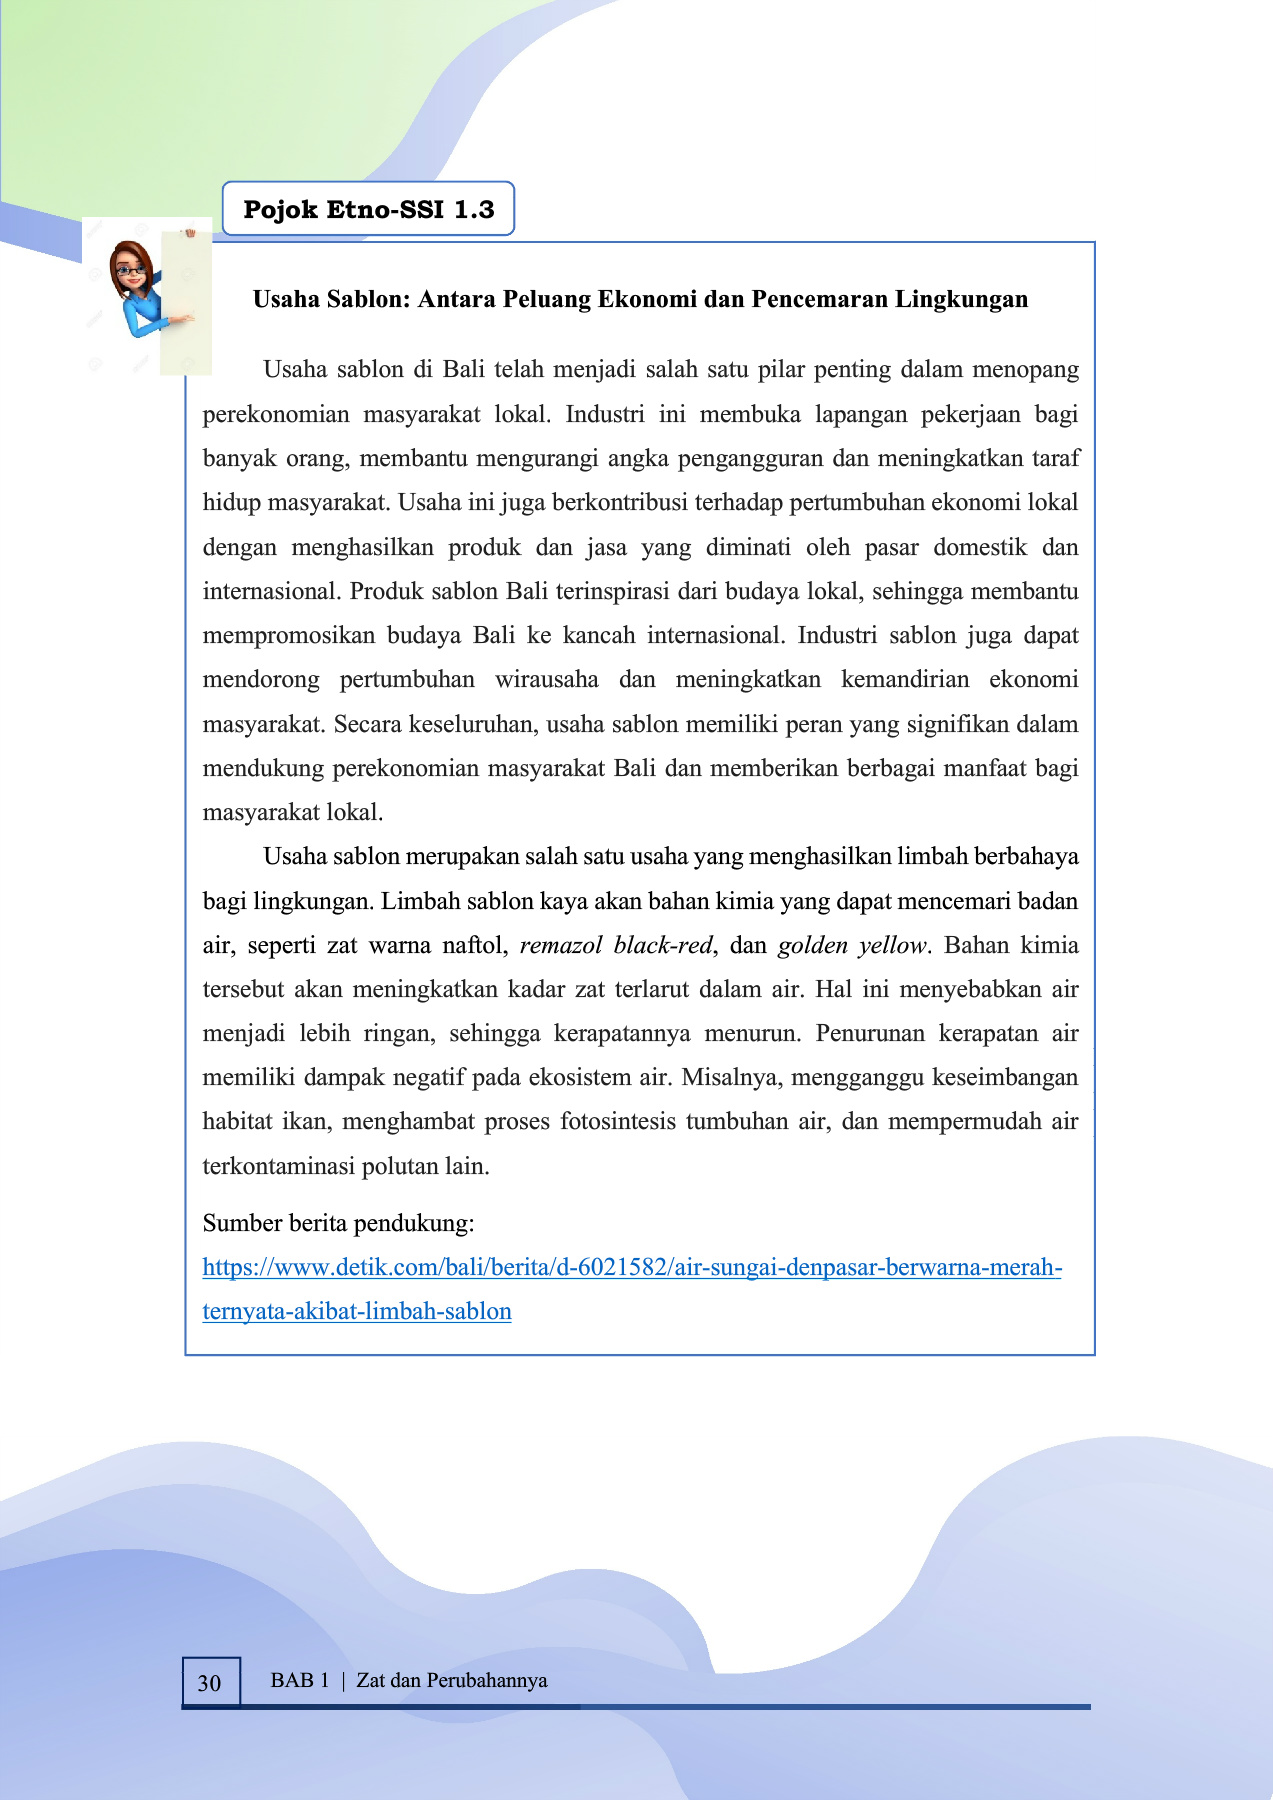 Pojok Etno-SSI 1.3
Usaha Sablon: Antara Peluang Ekonomi dan Pencemaran Lingkungan
Usaha sablon di Bali telah menjadi salah satu pilar penting dalam menopang
perekonomian masyarakat lokal. Industri ini membuka lapangan pekerjaan bagi
banyak orang, membantu mengurangi angka pengangguran dan meningkatkan taraf
hidup masyarakat. Usaha ini juga berkontribusi terhadap pertumbuhan ekonomi lokal
dengan menghasilkan produk dan jasa yang diminati oleh pasar domestik dan
internasional. Produk sablon Bali terinspirasi dari budaya lokal, sehingga membantu
mempromosikan budaya Bali ke kancah internasional. Industri sablon juga dapat
mendorong pertumbuhan wirausaha dan meningkatkan kemandirian ekonomi
masyarakat. Secara keseluruhan, usaha sablon memiliki peran yang signifikan dalam
mendukung perekonomian masyarakat Bali dan memberikan berbagai manfaat bagi
masyarakat lokal.
Usaha sablon merupakan salah satu usaha yang menghasilkan limbah berbahaya
bagi lingkungan. Limbah sablon kaya akan bahan kimia yang dapat mencemari badan
air, seperti zat warna naftol, remazol black-red, dan golden yellow. Bahan kimia
tersebut akan meningkatkan kadar zat terlarut dalam air. Hal ini menyebabkan air
menjadi lebih ringan, sehingga kerapatannya menurun. Penurunan kerapatan air
memiliki dampak negatif pada ekosistem air. Misalnya, mengganggu keseimbangan
habitat ikan, menghambat proses fotosintesis tumbuhan air, dan mempermudah air
terkontaminasi polutan lain.
Sumber berita pendukung:
https://www.detik.com/bali/berita/d-6021582/air-sungai-denpasar-berwarna-merah-
ternyata-akibat-limbah-sablon
30
BAB 1 | Zat dan Perubahannya